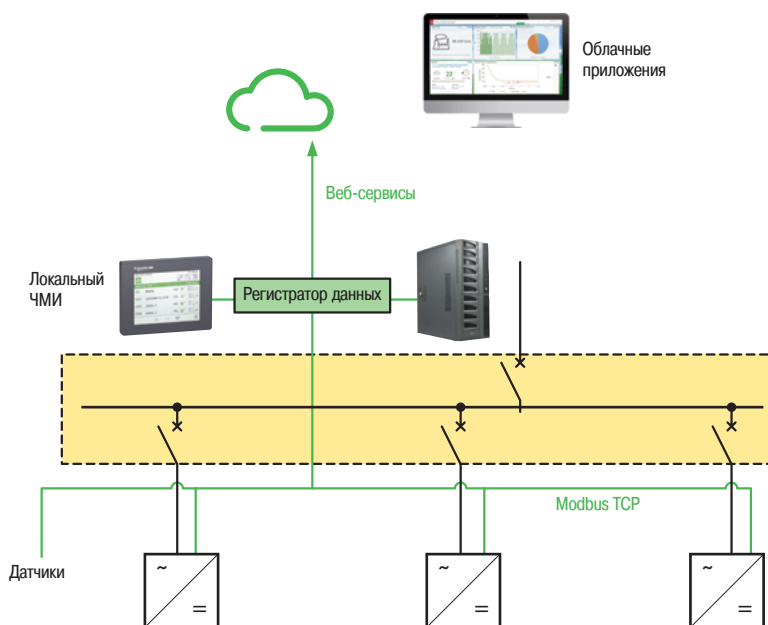 Облачные
приложения
Веб-сервисы
Локальный
ЧМИ
Регистратор данных
Modbus TCP
Датчики
~
=
~
=
~
=